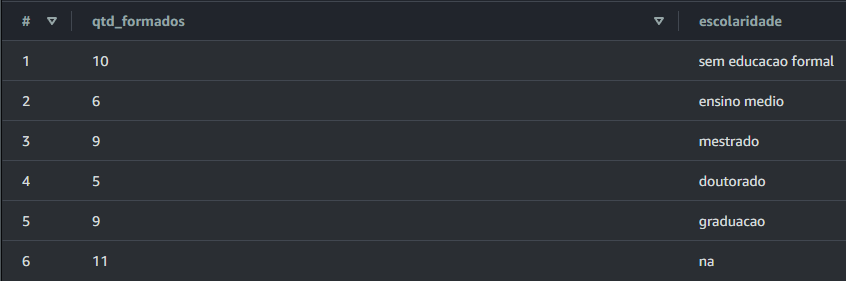 # qtd_formados escolaridade
1 10 sem educacao formal
2 6 ensino medio
3 9 mestrado
4 5 doutorado
5 9 graduacao
6 11 na